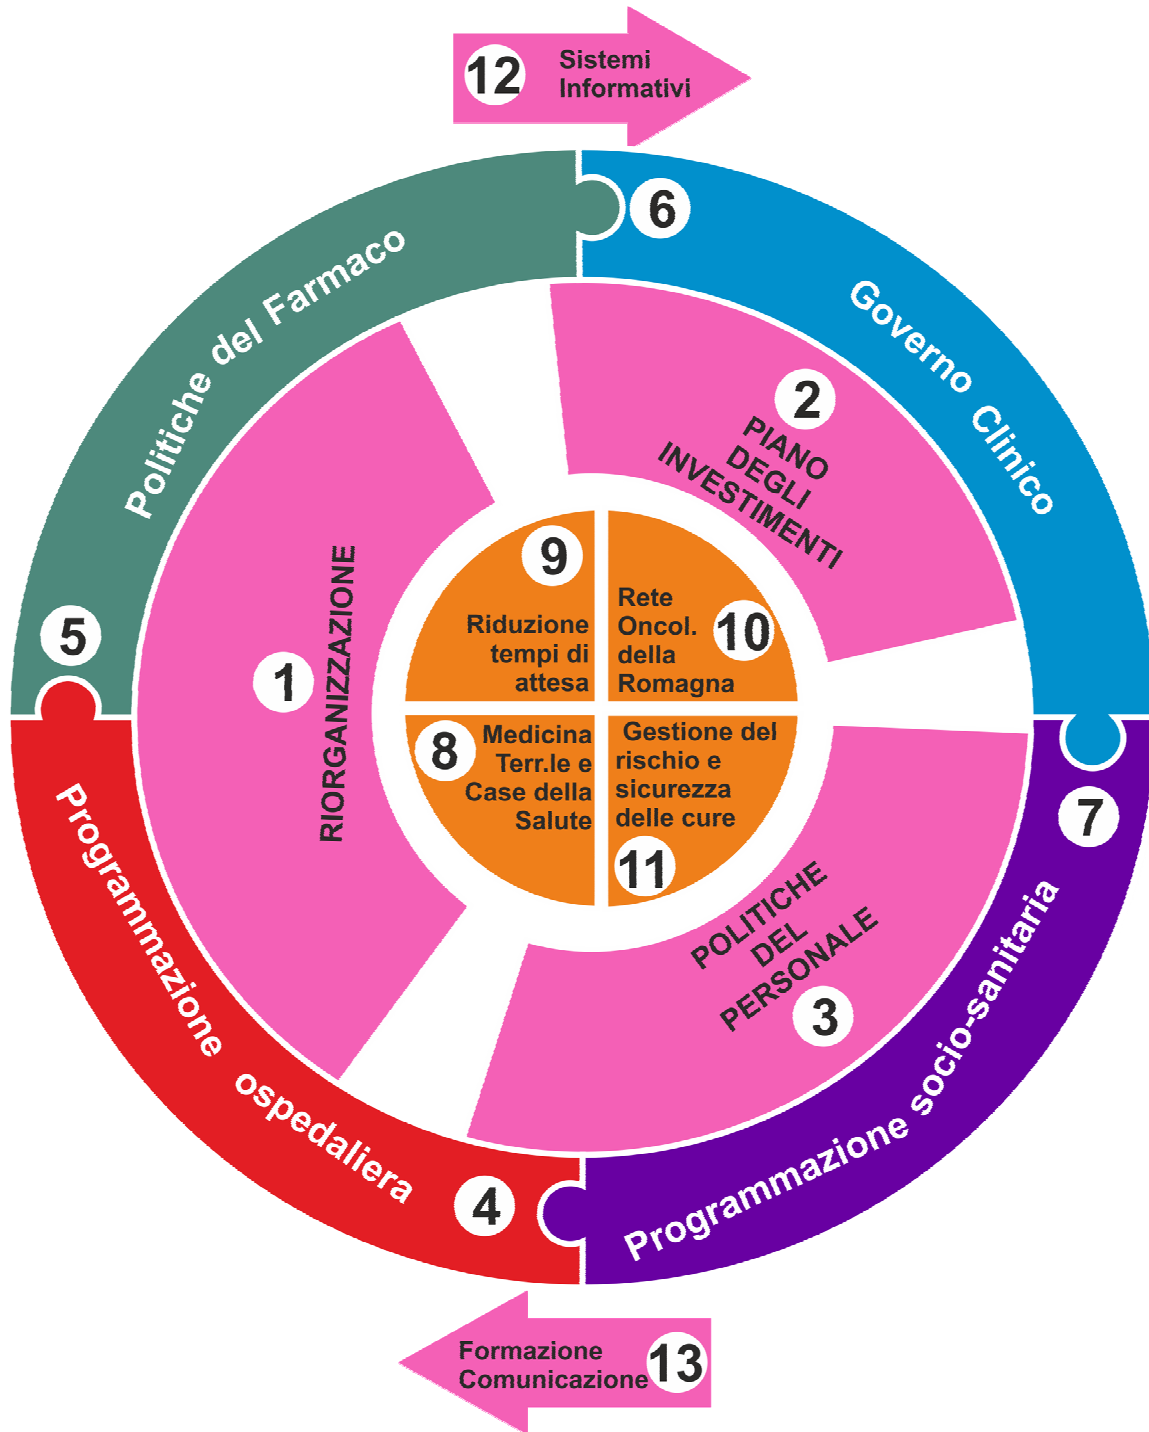 12
Sistemi
Informativi
Politiche del Farmaco
5
6
Governo Clinico
1
RIORGANIZZAZIONE
2
PIANO
DEGLI
INVESTIMENTI
9
Riduzione
tempi di
attesa
Rete
Oncol.
della
Romagna
10
8
Medicina
Terr.le e
Case della
Salute
Gestione del
rischio e
sicurezza
delle cure
11
POLITICHE
DEL
PERSONALE
3
Programmazione ospedaliera
4
7
Programmazione socio-sanitaria
Formazione
Comunicazione
13